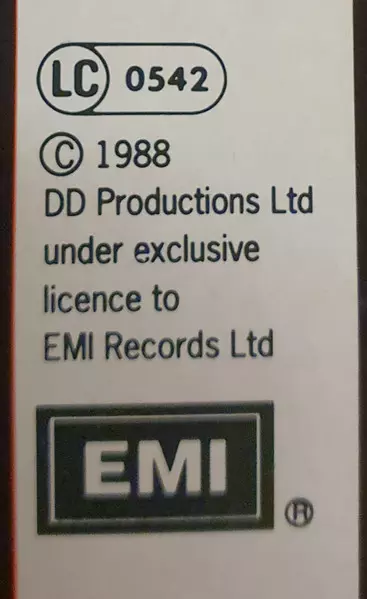 LC 0542
© 1988
DD Productions Ltd
under exclusive
licence to
EMI Records Ltd
EMI ®